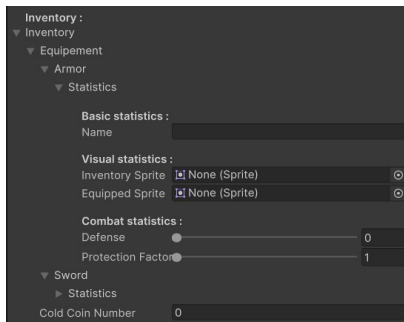 Inventory :
Inventory
Equipement
Armor
Statistics
Basic statistics :
Name
Visual statistics :
Inventory Sprite None (Sprite)
Equipped Sprite None (Sprite)
Combat statistics :
Defense 0
Protection Factor 1
Sword
Statistics
Cold Coin Number 0